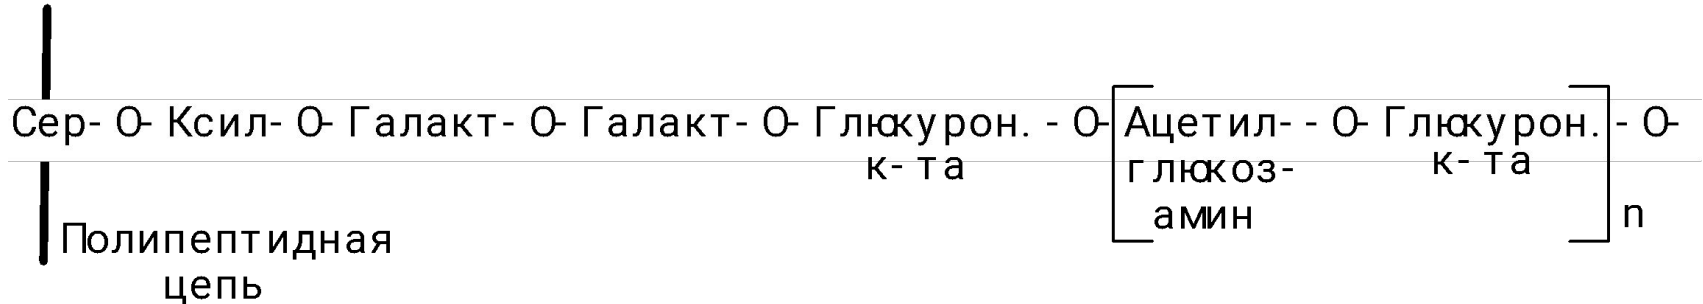 Сер- О- Ксил- О- Галакт- О- Галакт- О- Глюкурон. - О- Ацетил- - О- Глюкурон. - О-
к- та глюкоз- к- та
амин n
Полипептидная
цепь